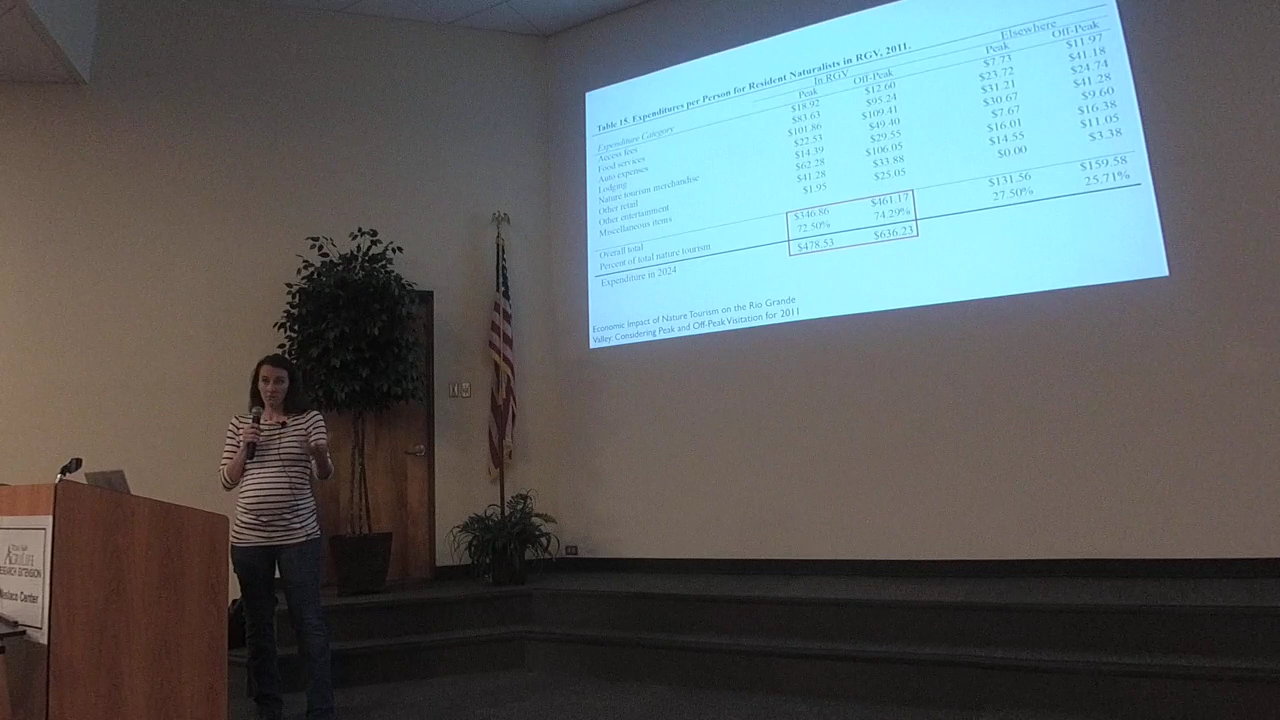 Table 15. Expenditures per Person for Resident Naturalists in RGV, 2011.
In RGV Elsewhere
Expenditure Category Peak Off-Peak Peak Off-Peak
Access fees $18.92 $12.60 $7.73 $11.97
Food services $83.63 $95.24 $23.72 $41.18
Auto expenses $101.86 $109.41 $31.21 $24.74
Lodging $22.53 $49.40 $30.67 $41.28
Nature tourism merchandise $14.39 $29.55 $7.67 $9.60
Other retail $62.28 $106.05 $16.01 $16.38
Other entertainment $41.28 $33.88 $14.55 $11.05
Miscellaneous items $1.95 $25.05 $0.00 $3.38
Overall total $346.86 $461.17 $131.56 $159.58
Percent of total nature tourism 72.50% 74.29% 27.50% 25.71%
Expenditure in 2024 $478.53 $636.23
Economic Impact of Nature Tourism on the Rio Grande
Valley: Considering Peak and Off-Peak Visitation for 2011
AGRILIFE
RESEARCH EXTENSION
Weslaco Center